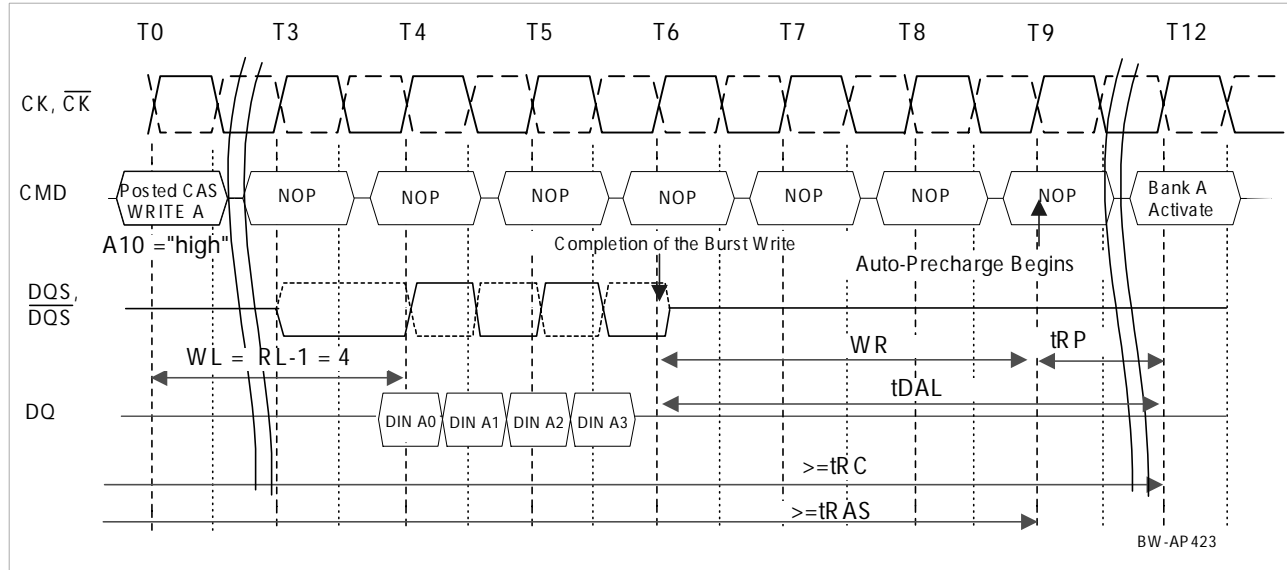 T0 T3 T4 T5 T6 T7 T8 T9 T12
CK, CK
CMD
Posted CAS
WRITE A
NOP NOP NOP NOP NOP NOP NOP
Bank A
Activate
A10 ="high"
Completion of the Burst Write
Auto-Precharge Begins
DQS,
DQS
WL = RL-1 = 4
WR
tRP
tDAL
DQ
DIN A0 DIN A1 DIN A2 DIN A3
>=tRC
>=tRAS
BW-AP423